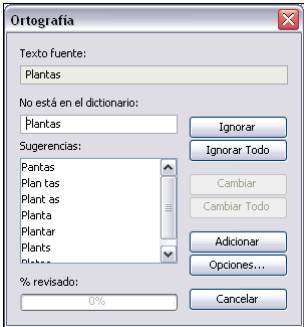 Ortografía
Texto fuente:
Plantas
No está en el dictionario:
Plantas
Ignorar
Sugerencias:
Ignorar Todo
Pantas
Plan tas
Plant as
Planta
Plantar
Plants
Cambiar
Cambiar Todo
Adicionar
Opciones...
% revisado:
0%
Cancelar